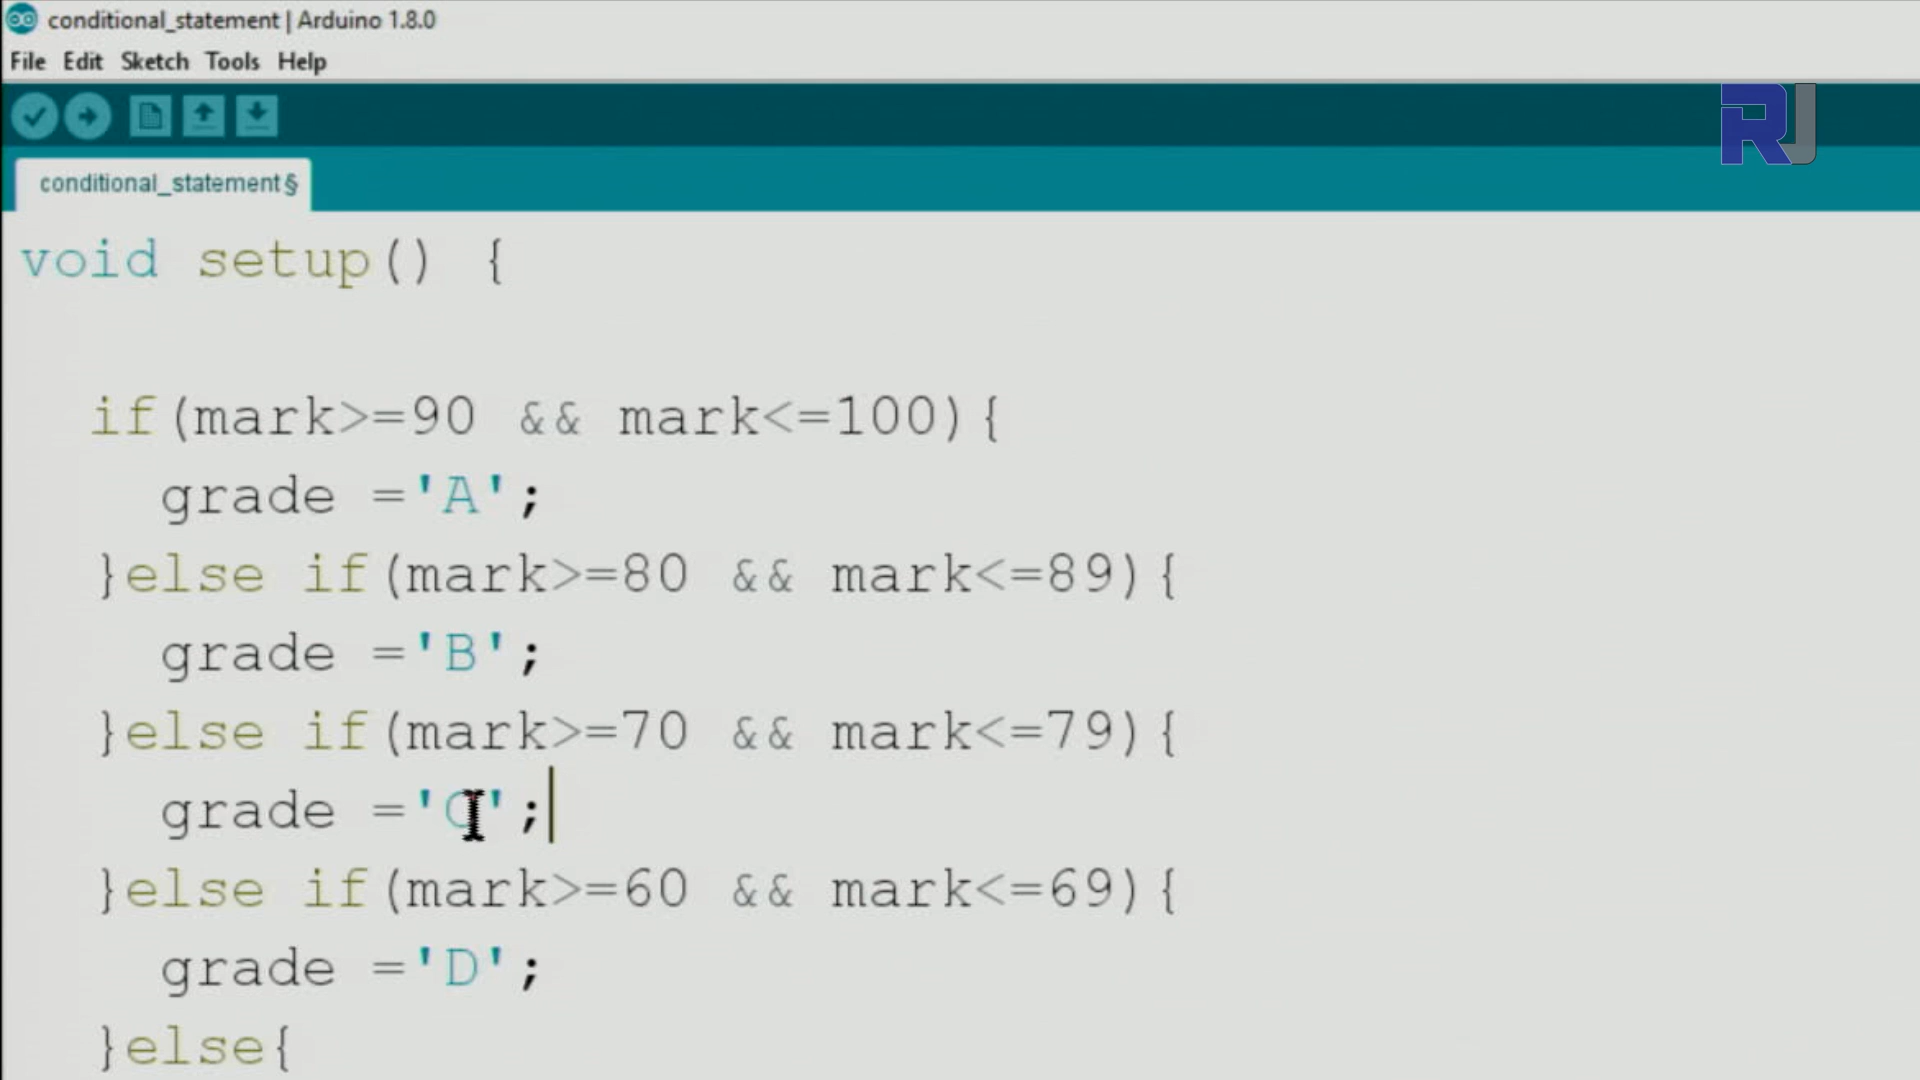 conditional_statement | Arduino 1.8.0
File Edit Sketch Tools Help
RJ
conditional_statement§
void setup() {
if(mark>=90 && mark<=100){
grade ='A';
}else if(mark>=80 && mark<=89){
grade ='B';
}else if(mark>=70 && mark<=79){
grade ='C';
}else if(mark>=60 && mark<=69){
grade ='D';
}else{